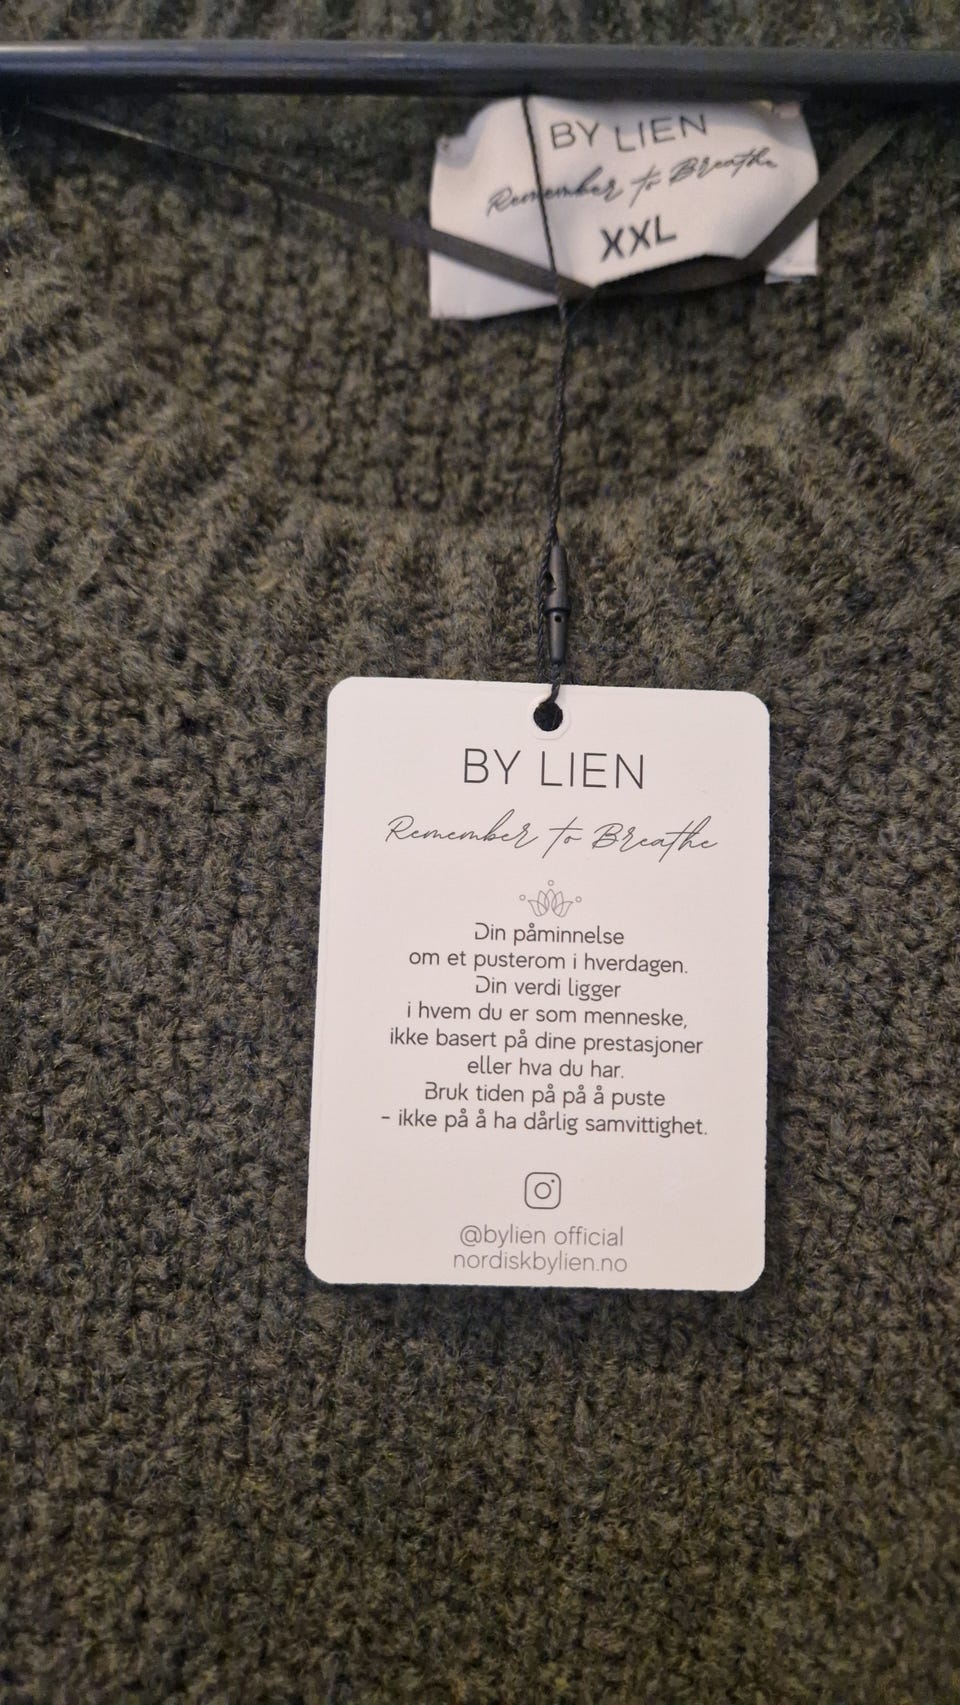 BY LIEN
Remember to Breathe
XXL
BY LIEN
Remember to Breathe
Din påminnelse
om et pusterom i hverdagen.
Din verdi ligger
i hvem du er som menneske,
ikke basert på dine prestasjoner
eller hva du har.
Bruk tiden på på å puste
- ikke på å ha dårlig samvittighet.
@bylien official
nordiskbylien.no